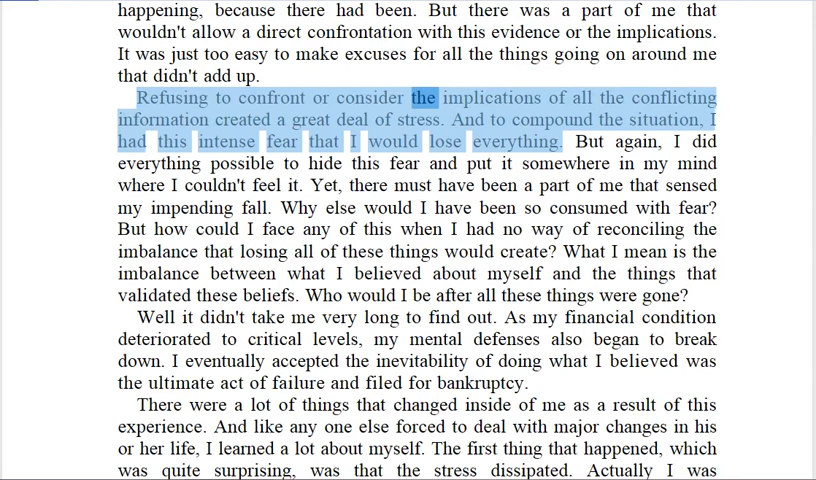 happening, because there had been. But there was a part of me that
wouldn't allow a direct confrontation with this evidence or the implications.
It was just too easy to make excuses for all the things going on around me
that didn't add up.
Refusing to confront or consider the implications of all the conflicting
information created a great deal of stress. And to compound the situation, I
had this intense fear that I would lose everything. But again, I did
everything possible to hide this fear and put it somewhere in my mind
where I couldn't feel it. Yet, there must have been a part of me that sensed
my impending fall. Why else would I have been so consumed with fear?
But how could I face any of this when I had no way of reconciling the
imbalance that losing all of these things would create? What I mean is the
imbalance between what I believed about myself and the things that
validated these beliefs. Who would I be after all these things were gone?
Well it didn't take me very long to find out. As my financial condition
deteriorated to critical levels, my mental defenses also began to break
down. I eventually accepted the inevitability of doing what I believed was
the ultimate act of failure and filed for bankruptcy.
There were a lot of things that changed inside of me as a result of this
experience. And like any one else forced to deal with major changes in his
or her life, I learned a lot about myself. The first thing that happened, which
was quite surprising, was that the stress dissipated. Actually I was